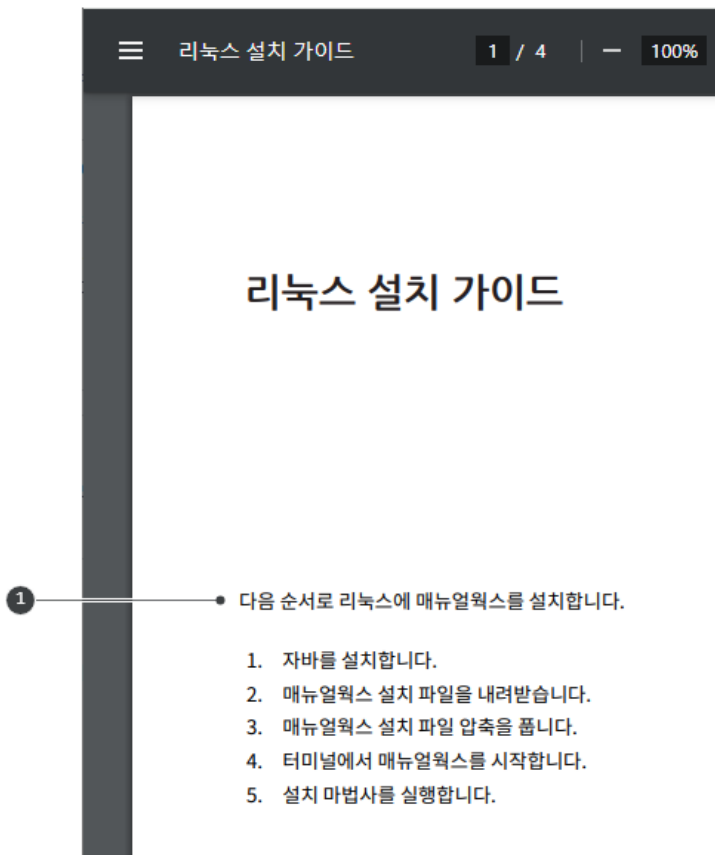 리눅스 설치 가이드 1 / 4 100%
리눅스 설치 가이드
1 다음 순서로 리눅스에 매뉴얼웍스를 설치합니다.
1. 자바를 설치합니다.
2. 매뉴얼웍스 설치 파일을 내려받습니다.
3. 매뉴얼웍스 설치 파일 압축을 풉니다.
4. 터미널에서 매뉴얼웍스를 시작합니다.
5. 설치 마법사를 실행합니다.